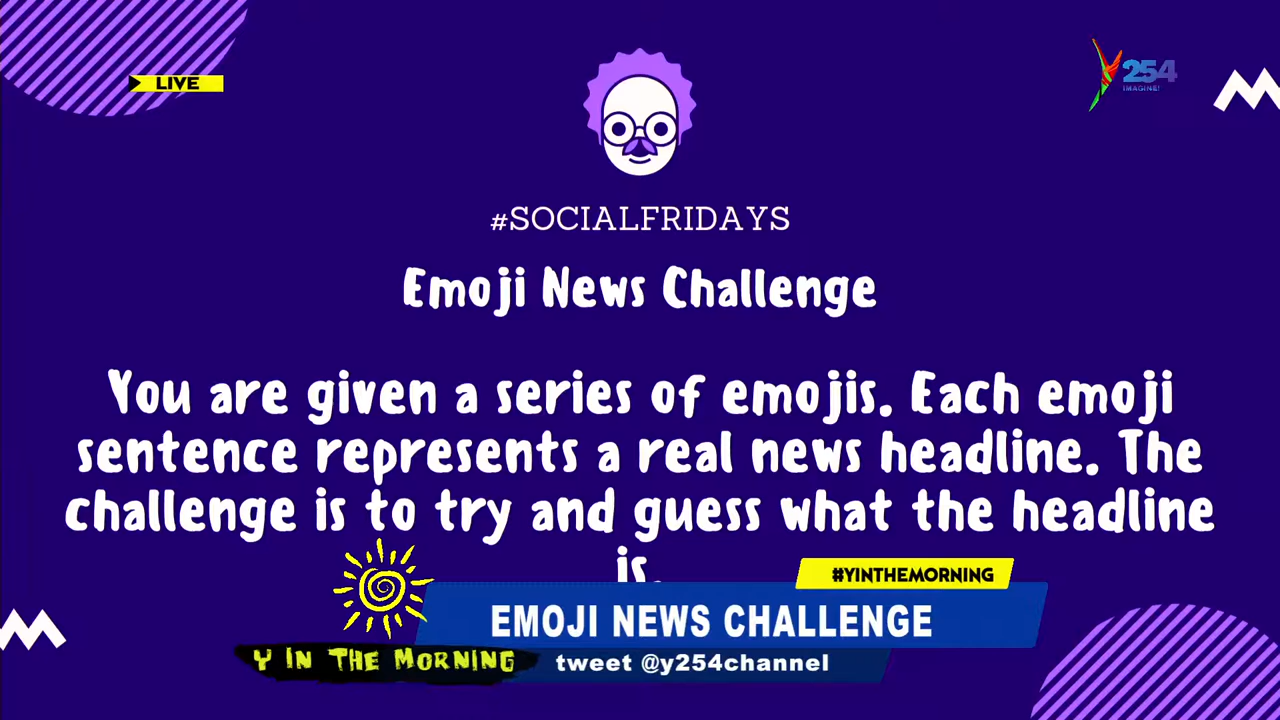 LIVE
Y254
IMAGINE!
#SOCIALFRIDAYS
Emoji News Challenge
You are given a series of emojis. Each emoji
sentence represents a real news headline. The
challenge is to try and guess what the headline
is.
#YINTHEMORNING
EMOJI NEWS CHALLENGE
Y IN THE MORNING
tweet @y254channel